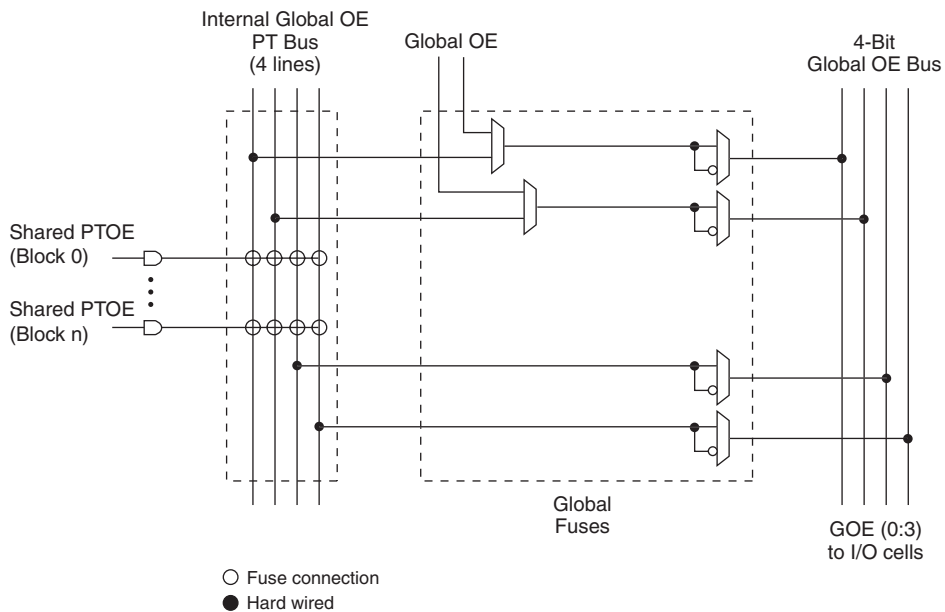 Internal Global OE
PT Bus
(4 lines)
Global OE
4-Bit
Global OE Bus
Shared PTOE
(Block 0)
Shared PTOE
(Block n)
Global
Fuses
GOE (0:3)
to I/O cells
Fuse connection
Hard wired